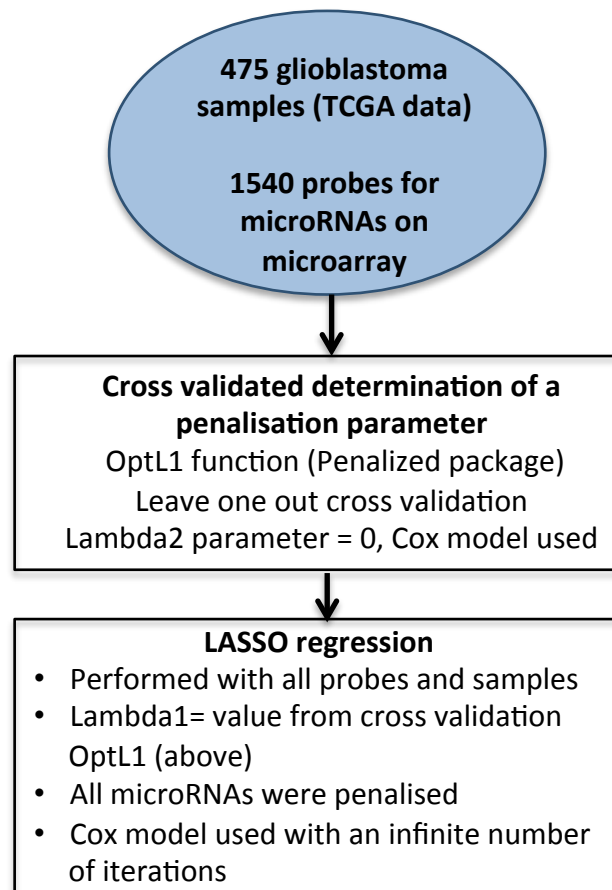 475 glioblastoma
samples (TCGA data)
1540 probes for
microRNAs on
microarray
Cross validated determination of a
penalisation parameter
OptL1 function (Penalized package)
Leave one out cross validation
Lambda2 parameter = 0, Cox model used
LASSO regression
• Performed with all probes and samples
• Lambda1= value from cross validation
OptL1 (above)
• All microRNAs were penalised
• Cox model used with an infinite number
of iterations